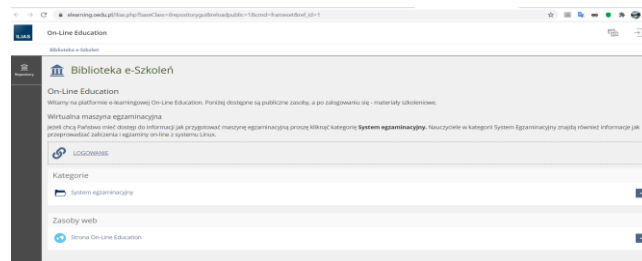 elearning.oedu.pl/ilias.php?baseClass=ilrepositorygui&reloadpublic=1&cmd=frameset&ref_id=1
ILIAS
On-Line Education
Biblioteka e-Szkoleń
Repository
Biblioteka e-Szkoleń
On-Line Education
Witamy na platformie e-learningowej On-Line Education. Poniżej dostępne są publiczne zasoby, a po zalogowaniu się - materiały szkoleniowe.
Wirtualna maszyna egzaminacyjna
Jeżeli chcą Państwo mieć dostęp do informacji jak przygotować maszynę egzaminacyjną proszę kliknąć kategorię System egzaminacyjny. Nauczyciele w kategorii System Egzaminacyjny znajdą również informacje jak
przeprowadzać zaliczenia i egzaminy on-line z systemu Linux.
LOGOWANIE
Kategorie
System egzaminacyjny
Zasoby web
Strona On-Line Education